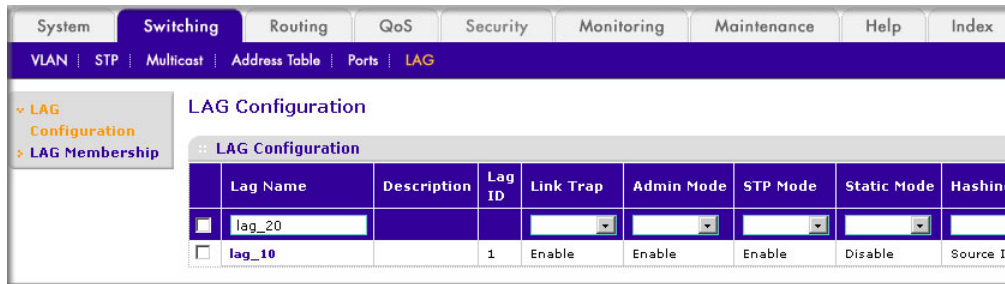 System Switching Routing QoS Security Monitoring Maintenance Help Index
VLAN STP Multicast Address Table Ports LAG
LAG Configuration
LAG Membership
LAG Configuration
LAG Configuration
Lag Name Description Lag ID Link Trap Admin Mode STP Mode Static Mode Hashin
lag_20
lag_10 1 Enable Enable Enable Disable Source I